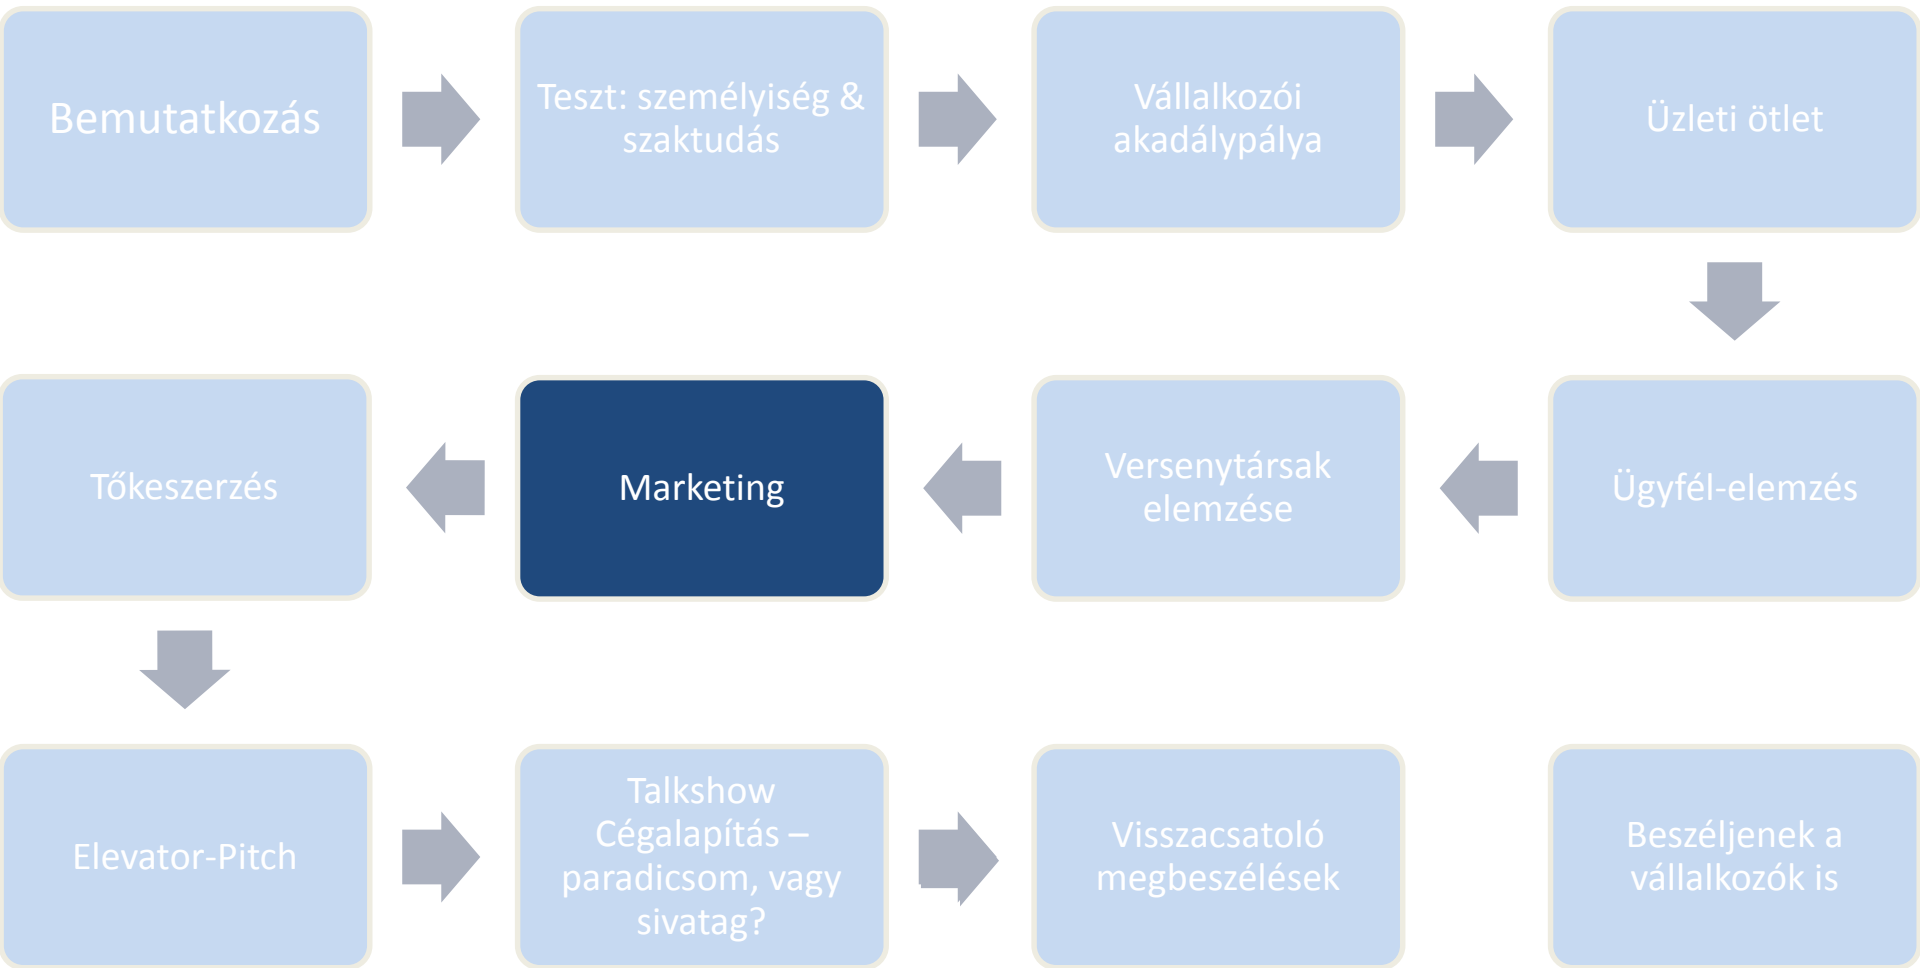 Bemutatkozás
Teszt: személyiség &
szaktudás
Vállalkozói
akadálypálya
Üzleti ötlet
Ügyfél-elemzés
Versenytársak
elemzése
Marketing
Tőkeszerzés
Elevator-Pitch
Talkshow
Cégalapítás –
paradicsom, vagy
sivatag?
Visszacsatoló
megbeszélések
Beszéljenek a
vállalkozók is